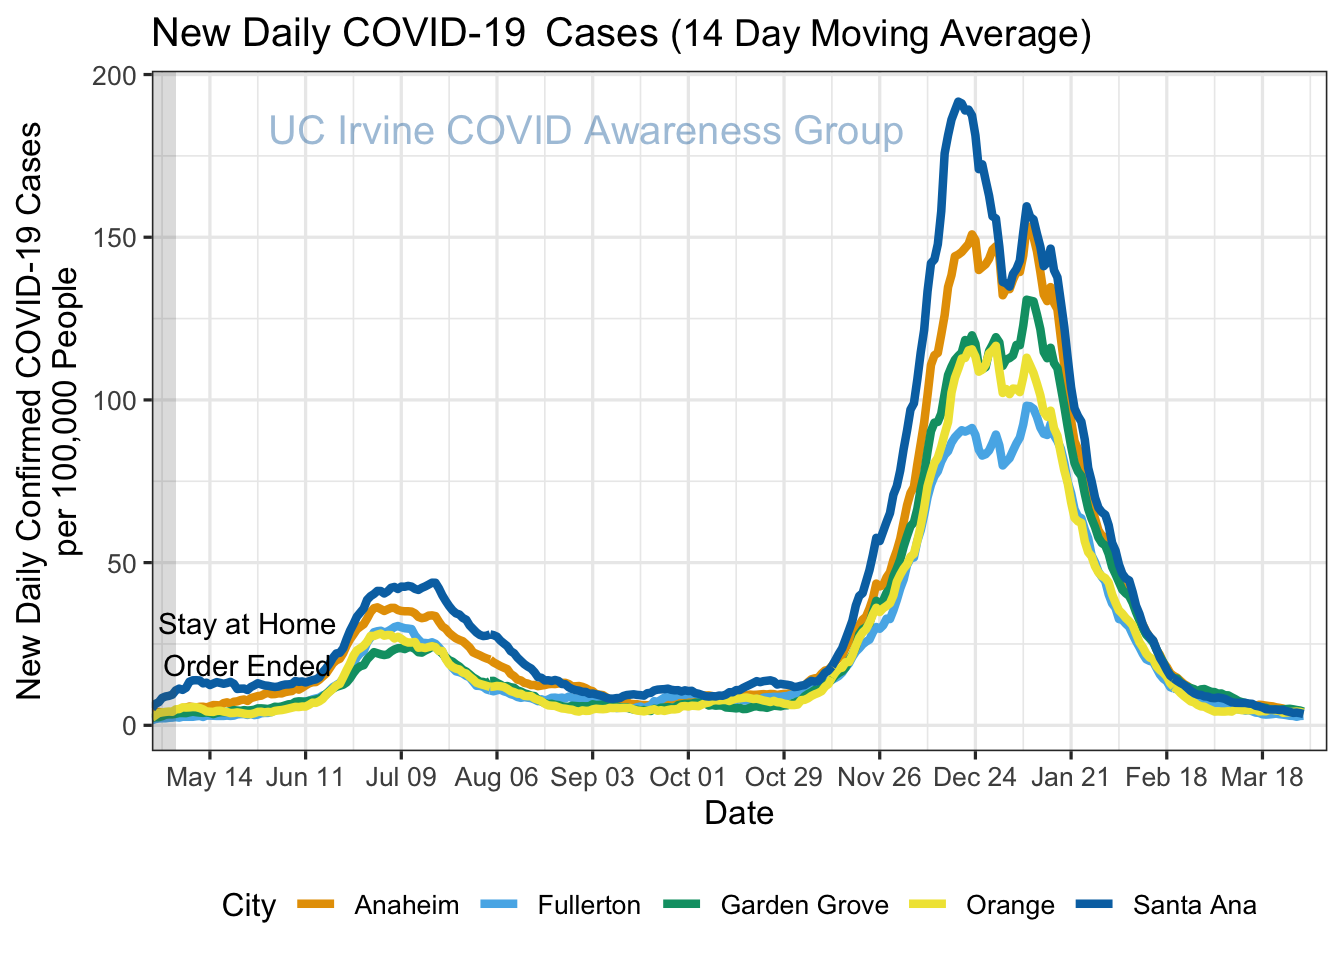 New Daily COVID-19  Cases (14 Day Moving Average)
New Daily Confirmed COVID-19 Cases
per 100,000 People
200
150
100
50
0
UC Irvine COVID Awareness Group
Stay at Home
Order Ended
May 14 Jun 11 Jul 09 Aug 06 Sep 03 Oct 01 Oct 29 Nov 26 Dec 24 Jan 21 Feb 18 Mar 18
Date
City Anaheim Fullerton Garden Grove Orange Santa Ana